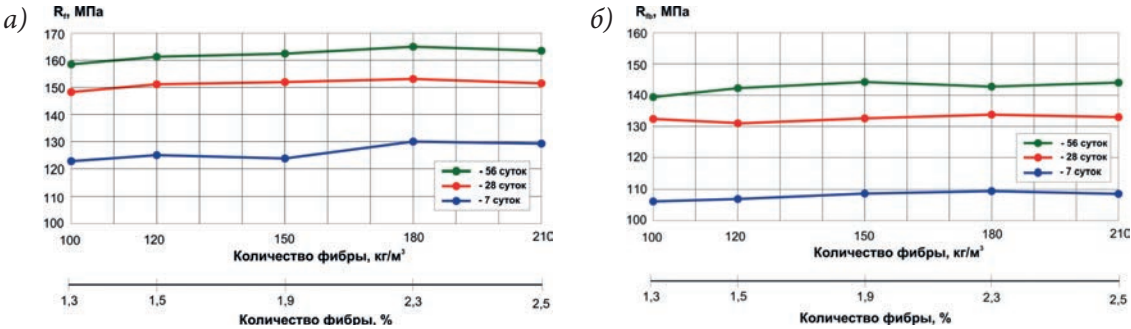 а)
R_f, МПа
170
160
150
140
130
120
110
100
- 56 суток
- 28 суток
- 7 суток
100 120 150 180 210
Количество фибры, кг/м³
1,3 1,5 1,9 2,3 2,5
Количество фибры, %
б)
R_fb, МПа
160
150
140
130
120
110
100
- 56 суток
- 28 суток
- 7 суток
100 120 150 180 210
Количество фибры, кг/м³
1,3 1,5 1,9 2,3 2,5
Количество фибры, %